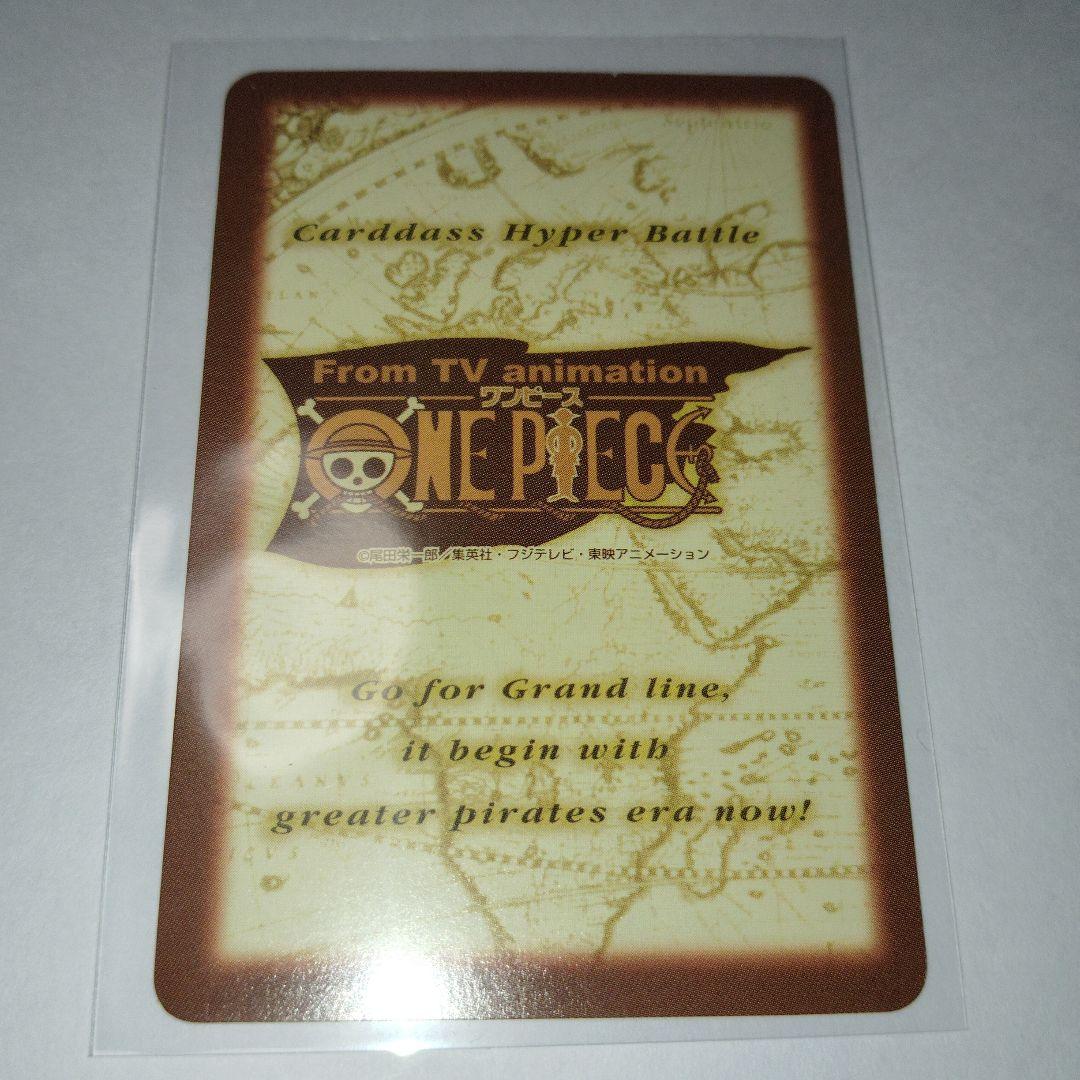 Septentrio
Carddass Hyper Battle
From TV animation
ワンピース
ONE PIECE
©尾田栄一郎／集英社・フジテレビ・東映アニメーション
Go for Grand line,
it begin with
greater pirates era now!